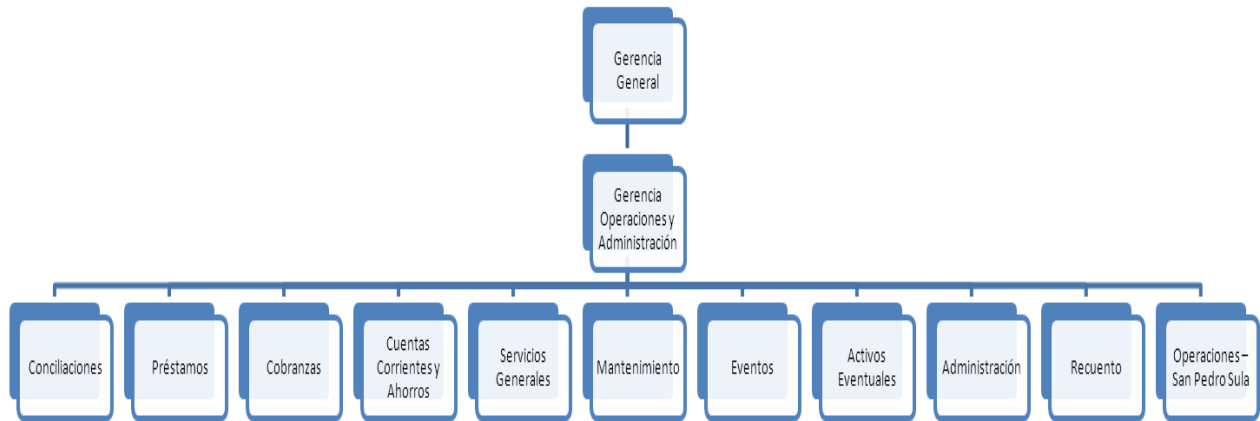 Gerencia
General
Gerencia
Operaciones y
Administración
Conciliaciones
Préstamos
Cobranzas
Cuentas
Corrientes y
Ahorros
Servicios
Generales
Mantenimiento
Eventos
Activos
Eventuales
Administración
Recuento
Operaciones –
San Pedro Sula